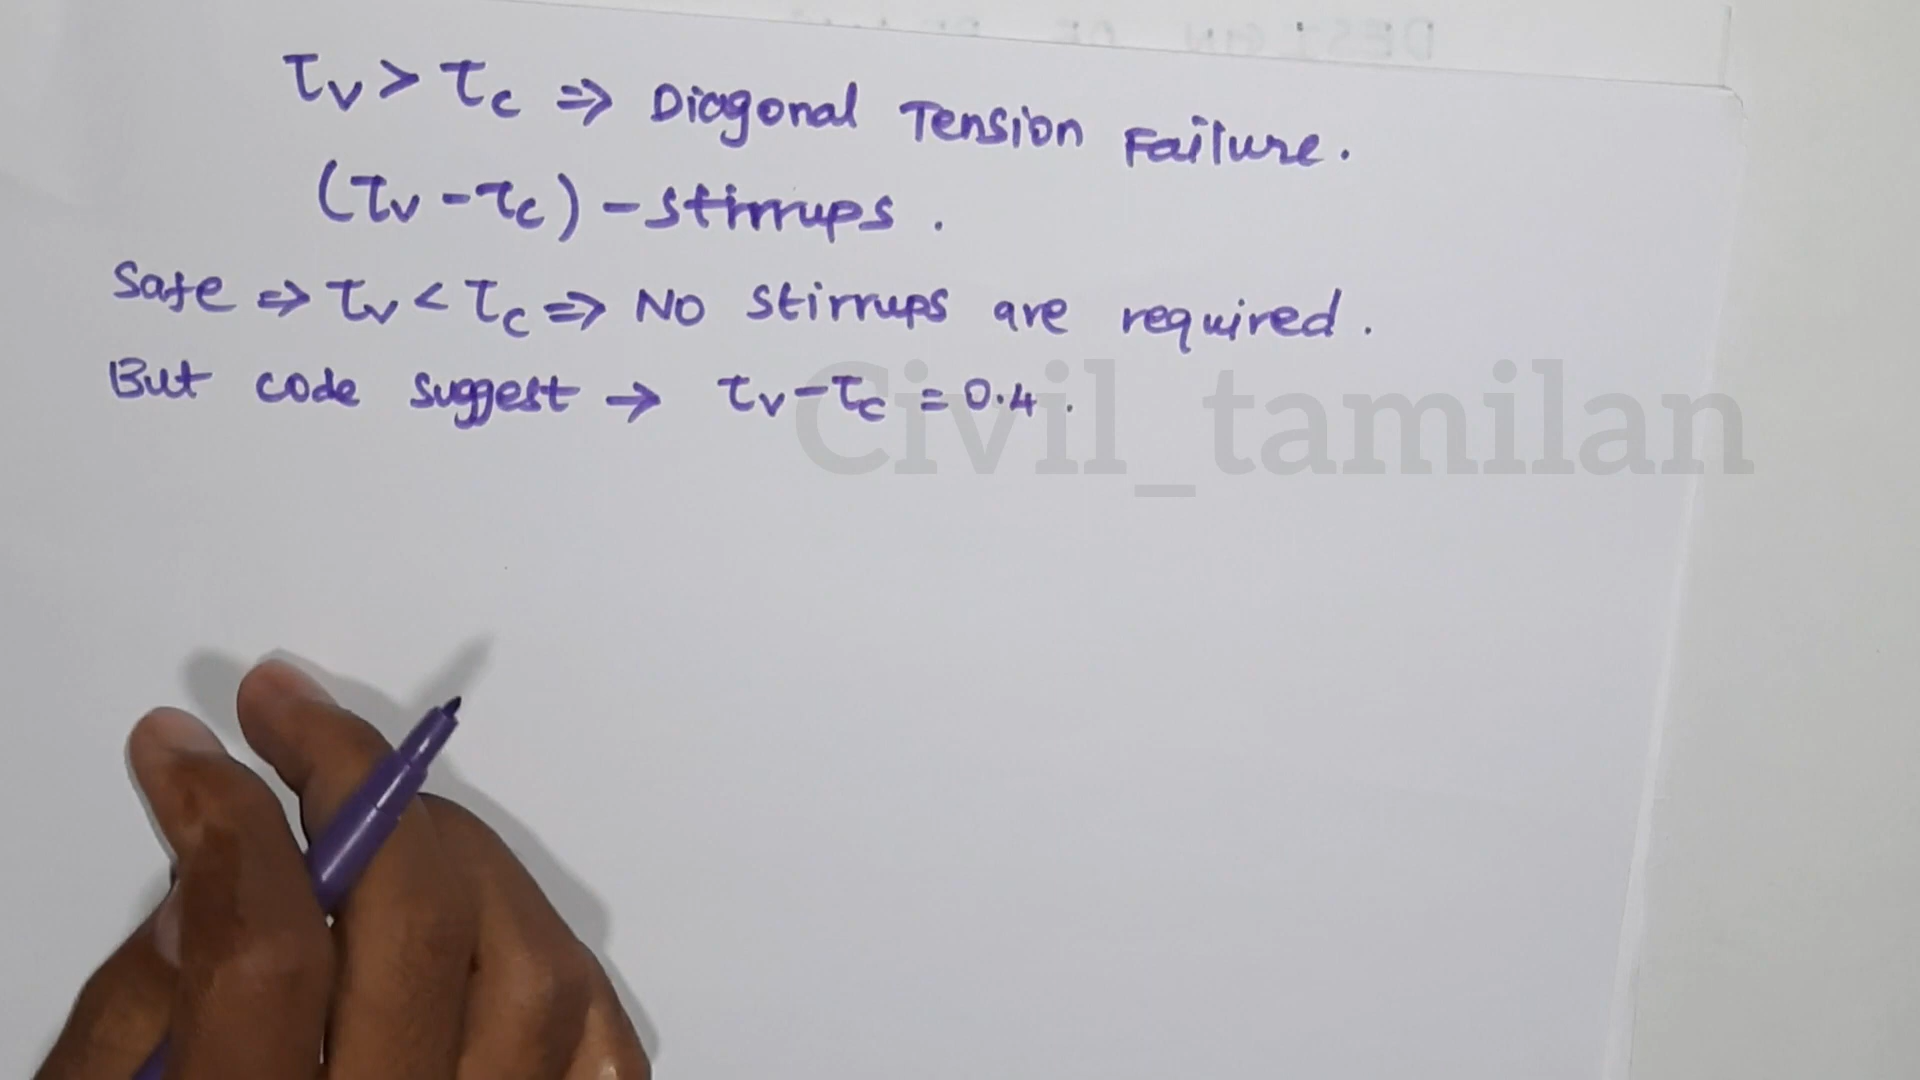 τv > τc ⇒ Diagonal Tension Failure.
(τv - τc) - stirrups.
Safe ⇒ τv < τc ⇒ No stirrups are required.
But code suggest → τv - τc = 0.4.
Civil_tamilan